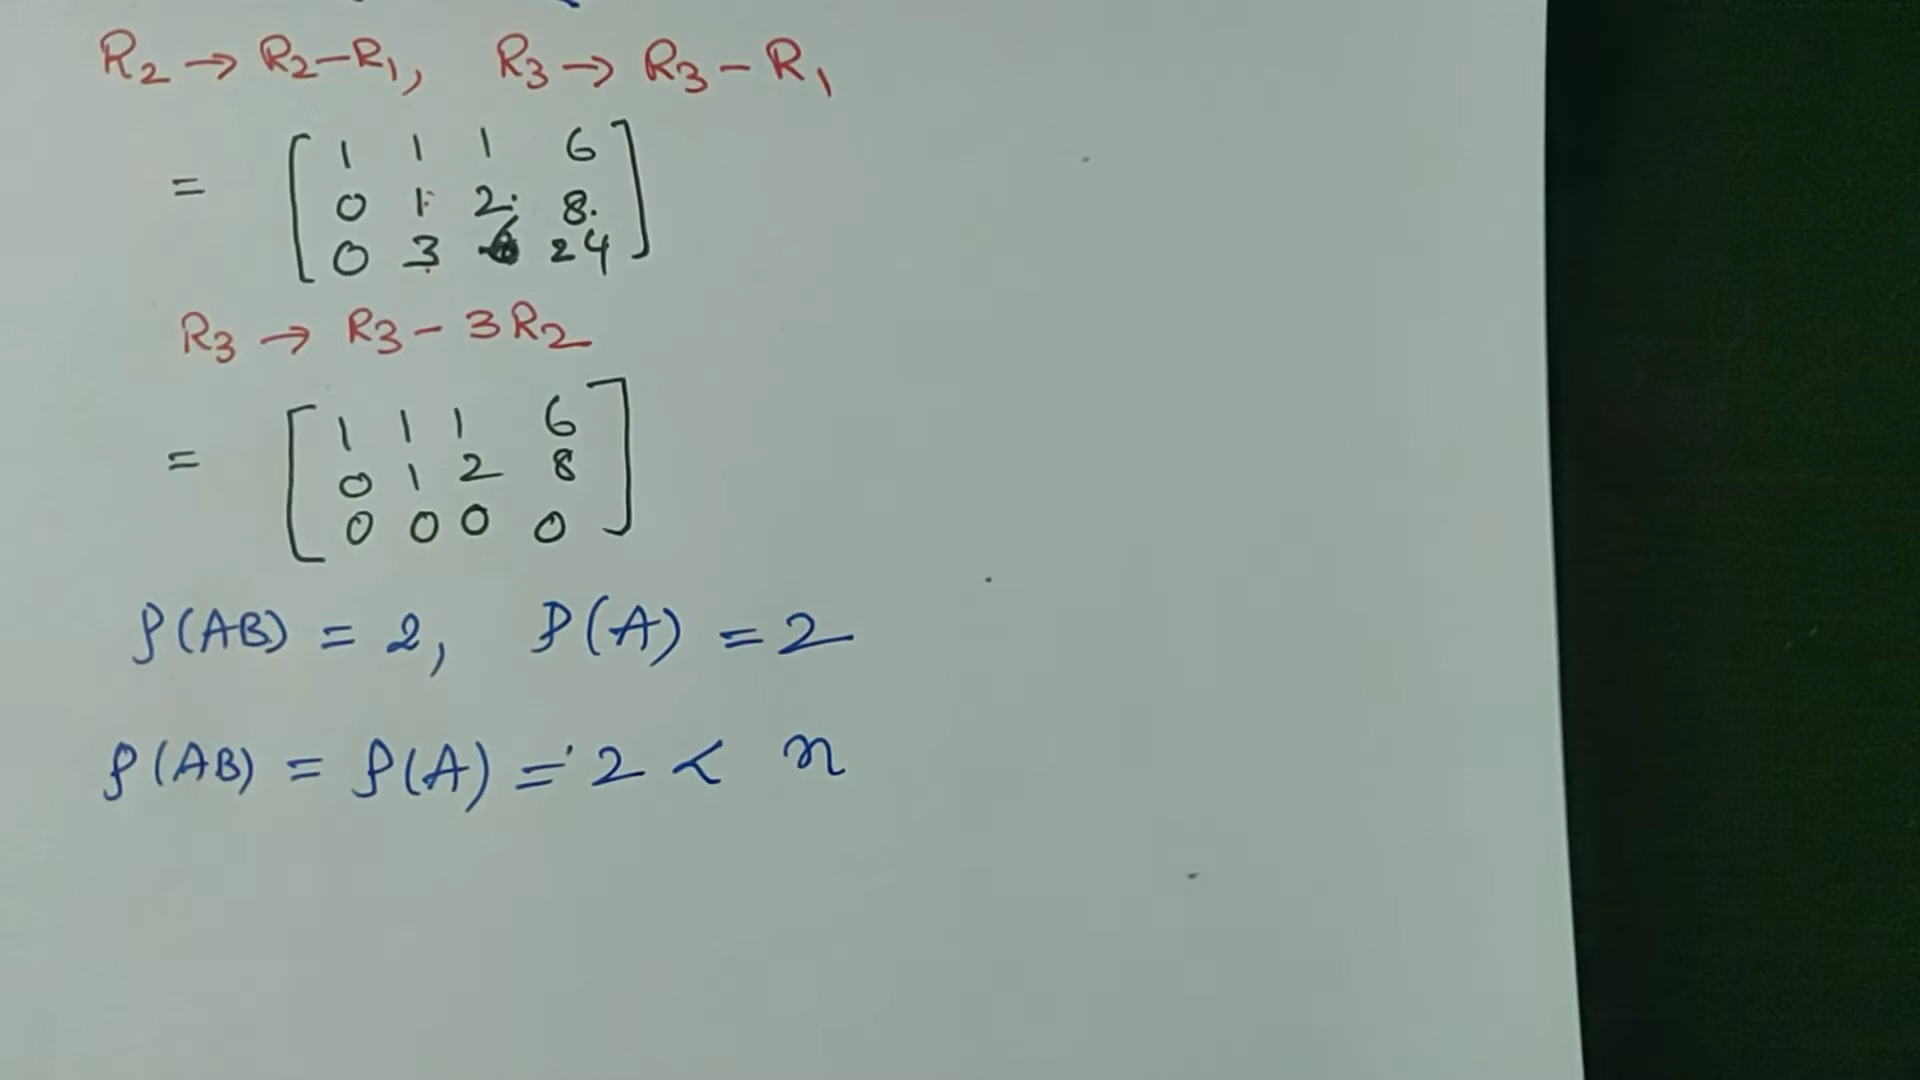 R₂ → R₂-R₁, R₃ → R₃ - R₁
= [1 1 1 6
0 1 2 8
0 3 6 24]
R₃ → R₃ - 3R₂
= [1 1 1 6
0 1 2 8
0 0 0 0]
ρ(AB) = 2, ρ(A) = 2
ρ(AB) = ρ(A) = 2 < n